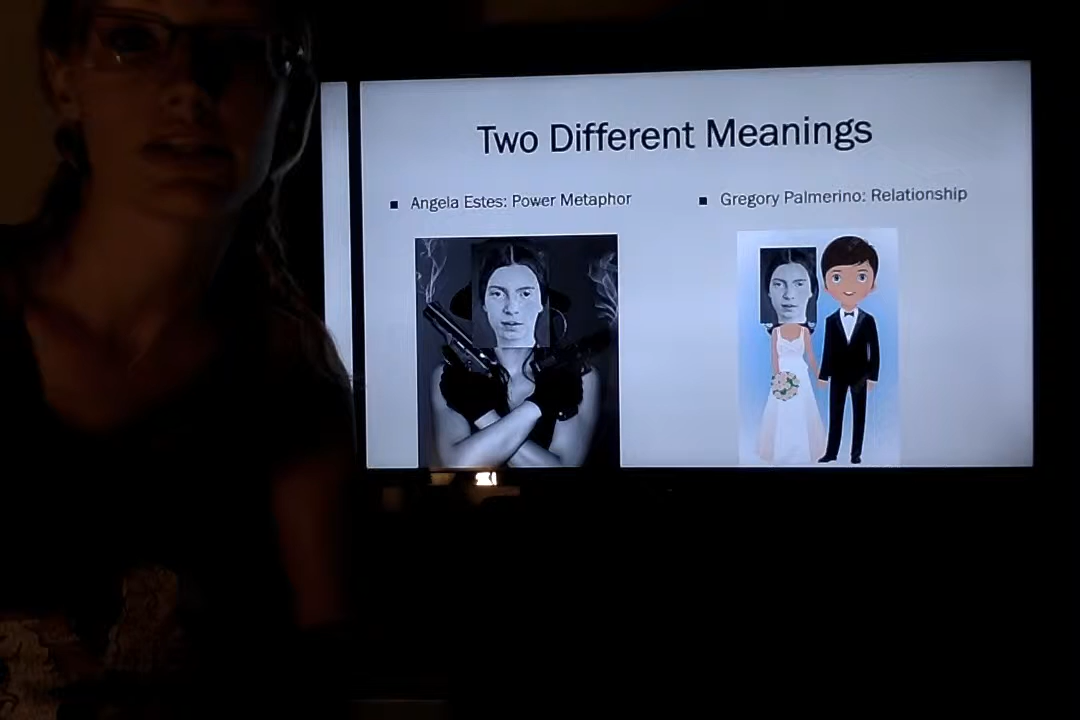 Two Different Meanings
Angela Estes: Power Metaphor
Gregory Palmerino: Relationship